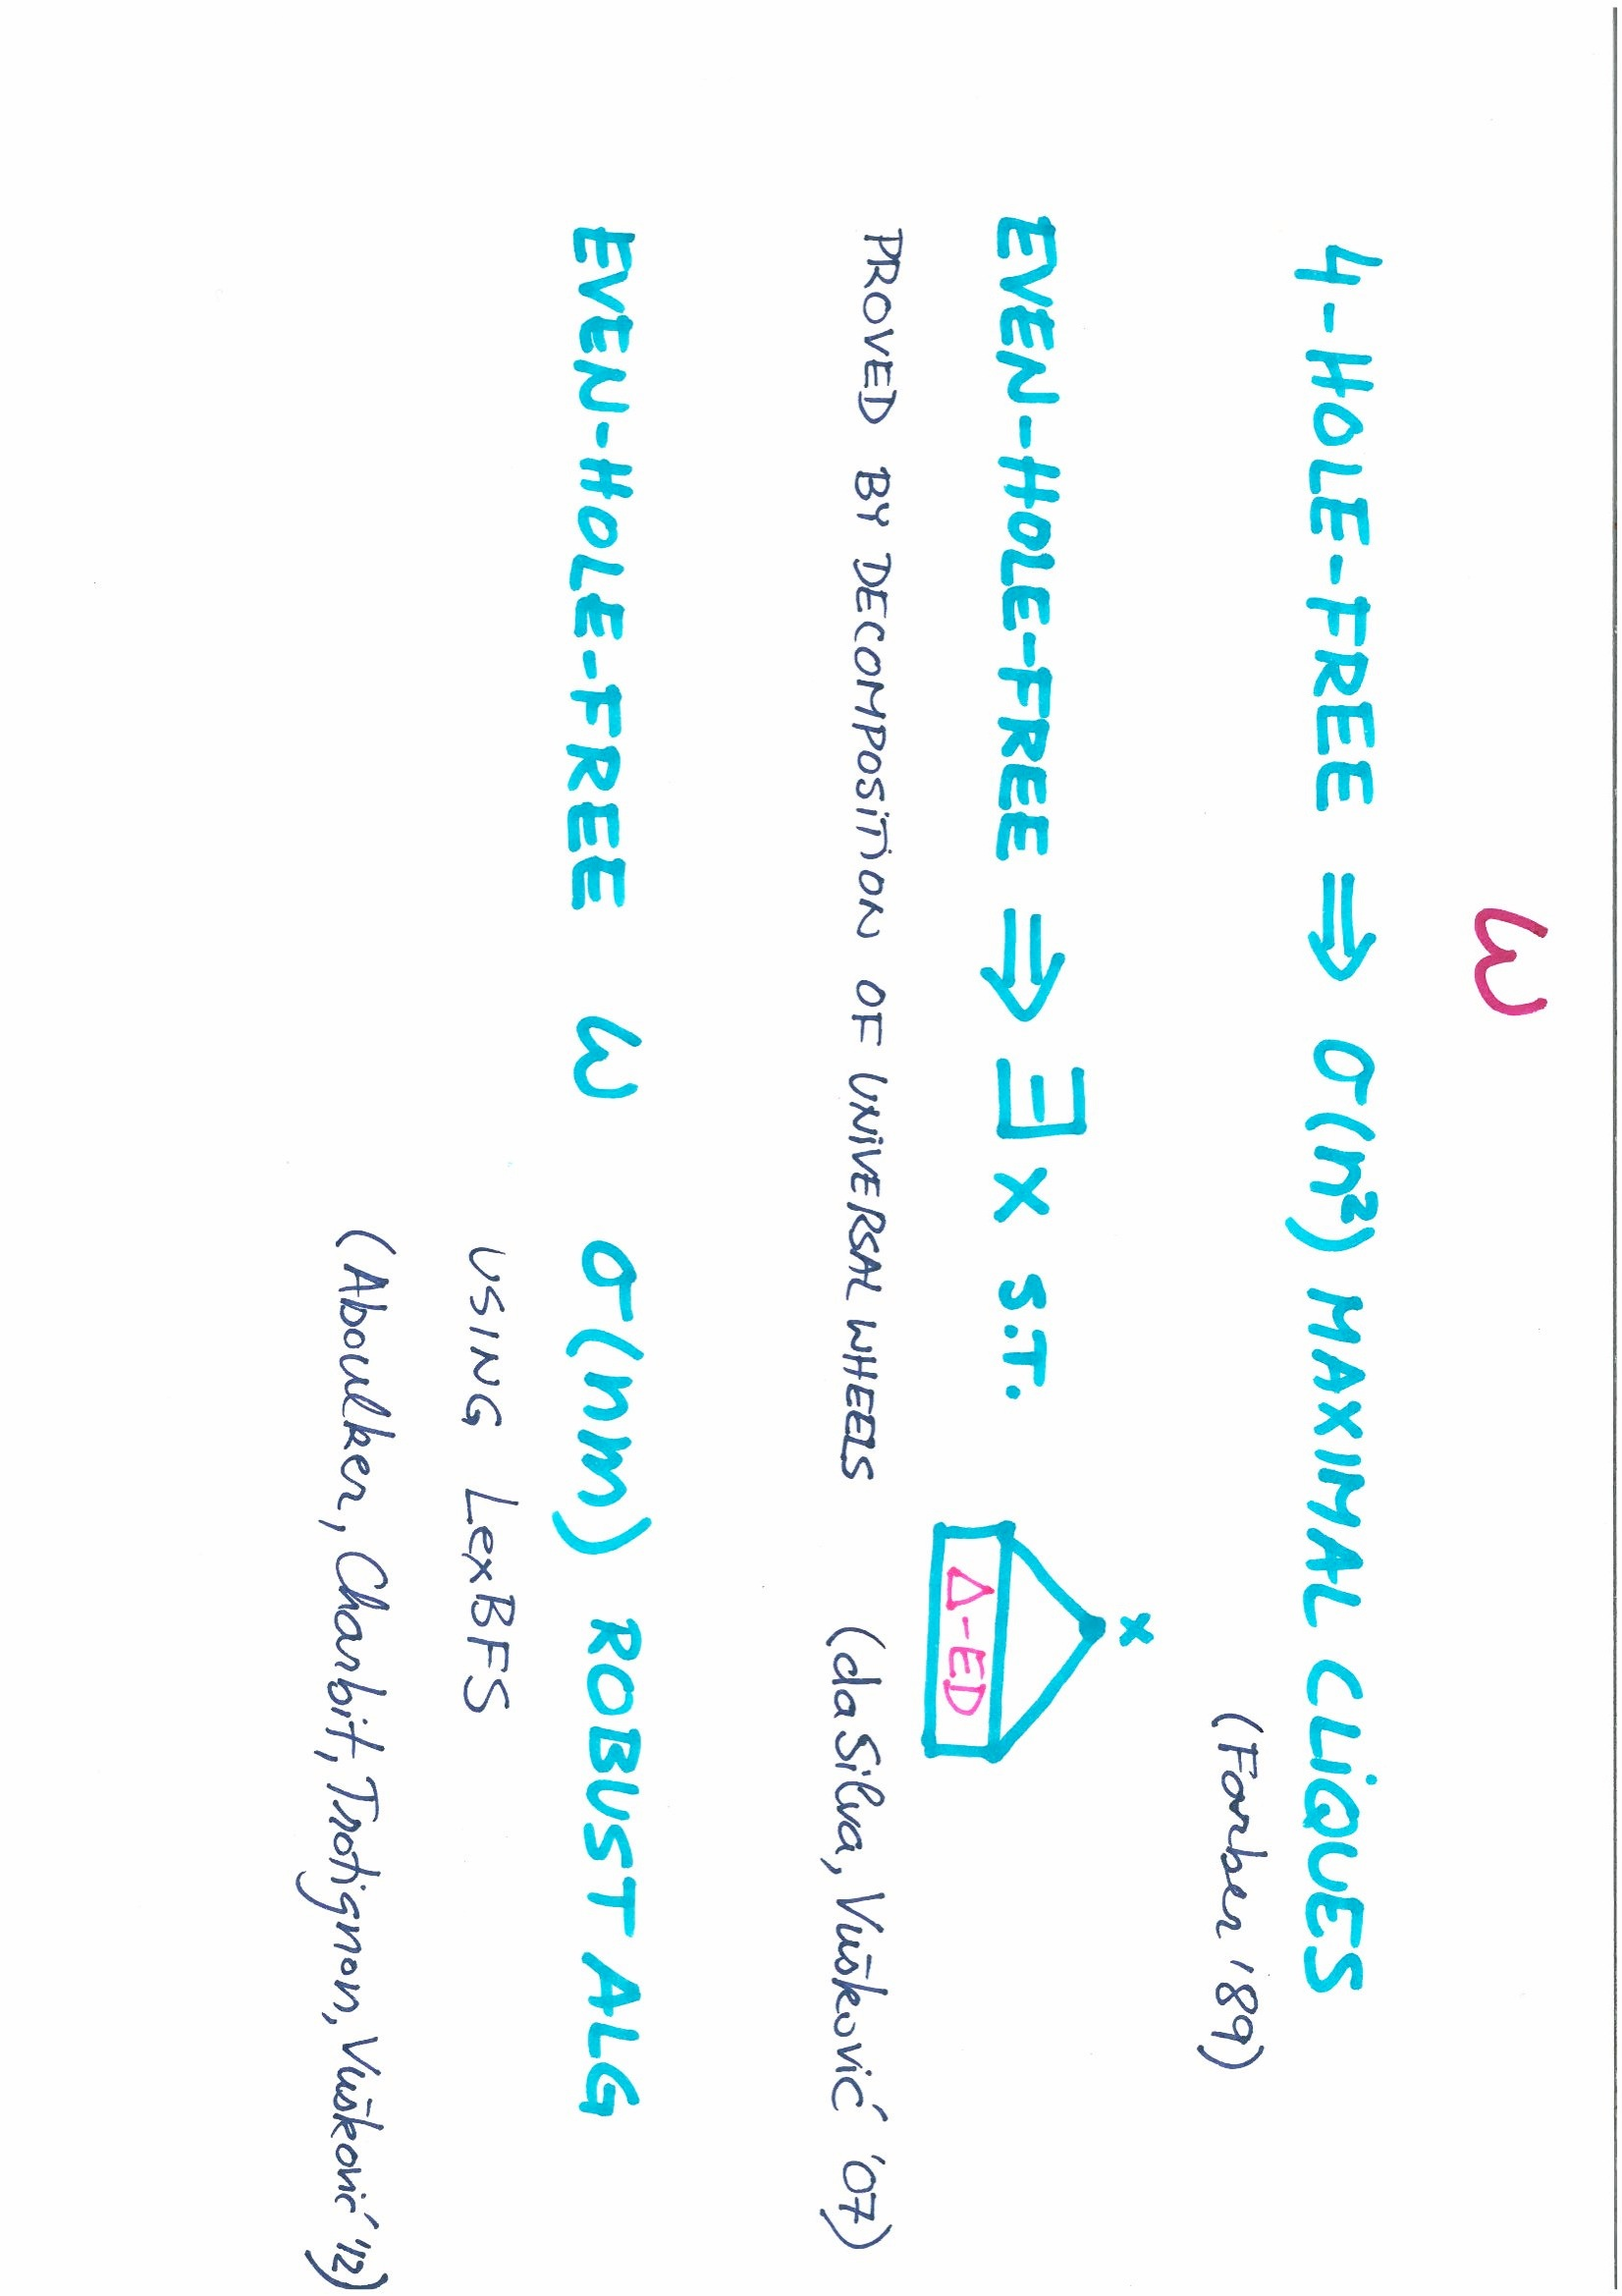 ω
4-HOLE-FREE ⇒ σ(n²) MAXIMAL CLIQUES
(Farber '89)
EVEN-HOLE-FREE ⇒ ∃ x s.T.
x
Δ-ED
PROVED BY DECOMPOSITION OF UNIVERSAL WHEELS (da Silva, Vušković '07)
EVEN-HOLE-FREE ω σ(nm) ROBUST ALG
USING LexBFS
(Aboulker, Charbit, Trotignon, Vušković '12)